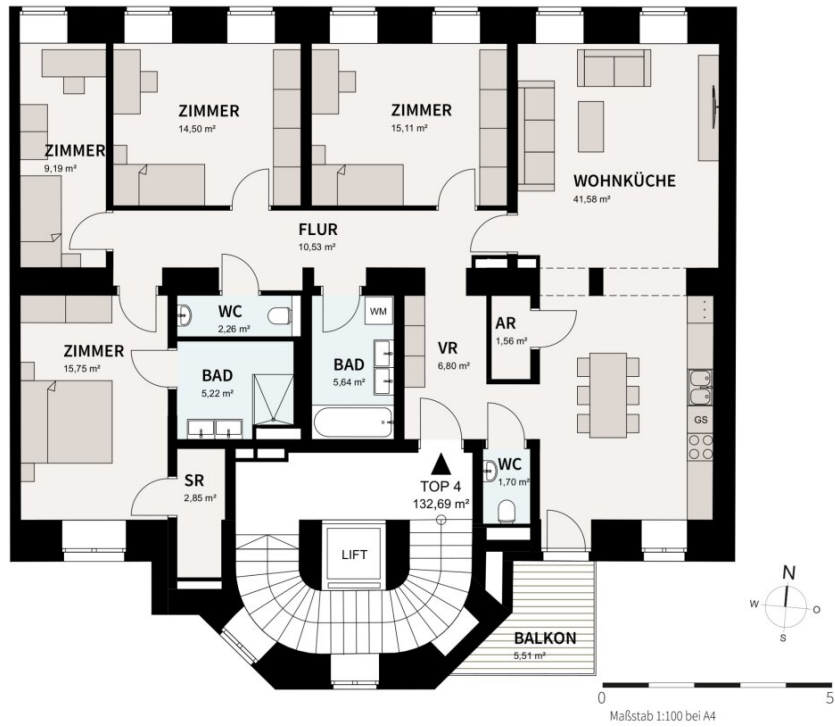 ZIMMER
14,50 m²
ZIMMER
15,11 m²
ZIMMER
9,19 m²
WOHNKÜCHE
41,58 m²
FLUR
10,53 m²
WC
2,26 m²
WM
ZIMMER
15,75 m²
BAD
5,22 m²
BAD
5,64 m²
VR
6,80 m²
AR
1,56 m²
GS
SR
2,85 m²
TOP 4
132,69 m²
WC
1,70 m²
LIFT
BALKON
5,51 m²
N
W
O
S
0
5
Maßstab 1:100 bei A4